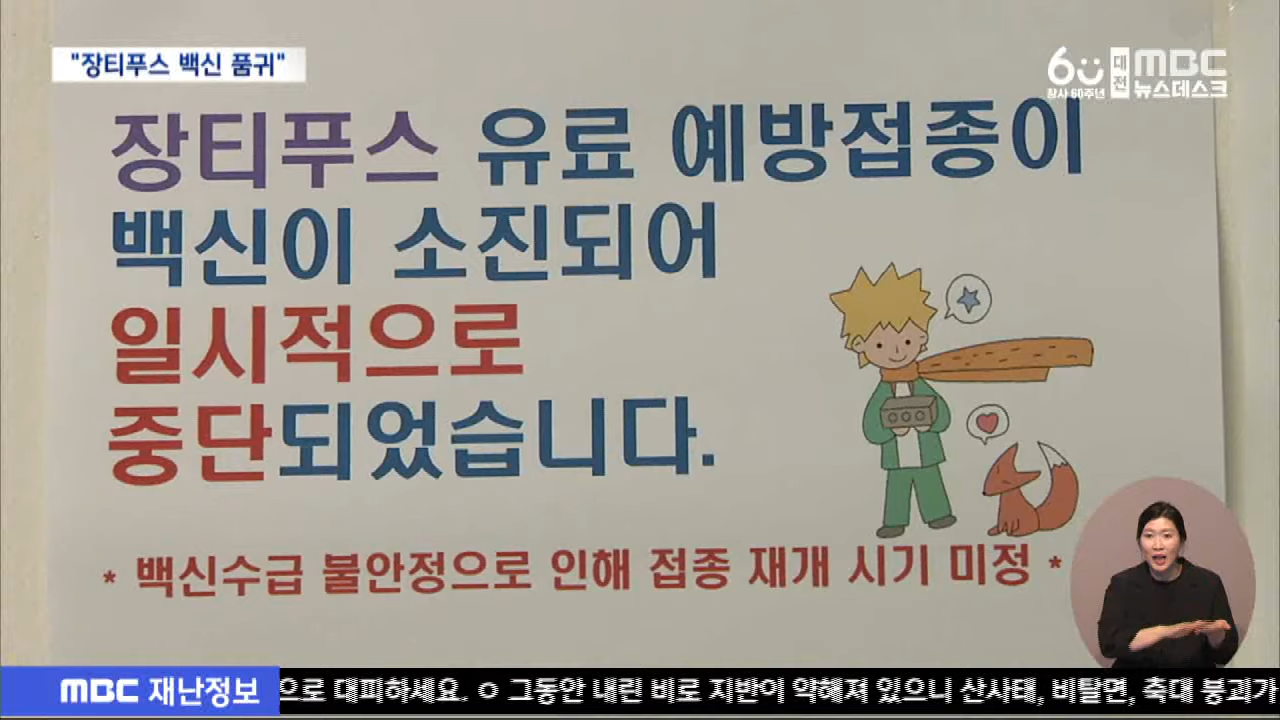 "장티푸스 백신 품귀"
60 창사 60주년 대전 MBC 뉴스데스크
장티푸스 유료 예방접종이
백신이 소진되어
일시적으로
중단되었습니다.
* 백신수급 불안정으로 인해 접종 재개 시기 미정 *
MBC 재난정보 으로 대피하세요. ㅇ 그동안 내린 비로 지반이 약해져 있으니 산사태, 비탈면, 축대 붕괴가